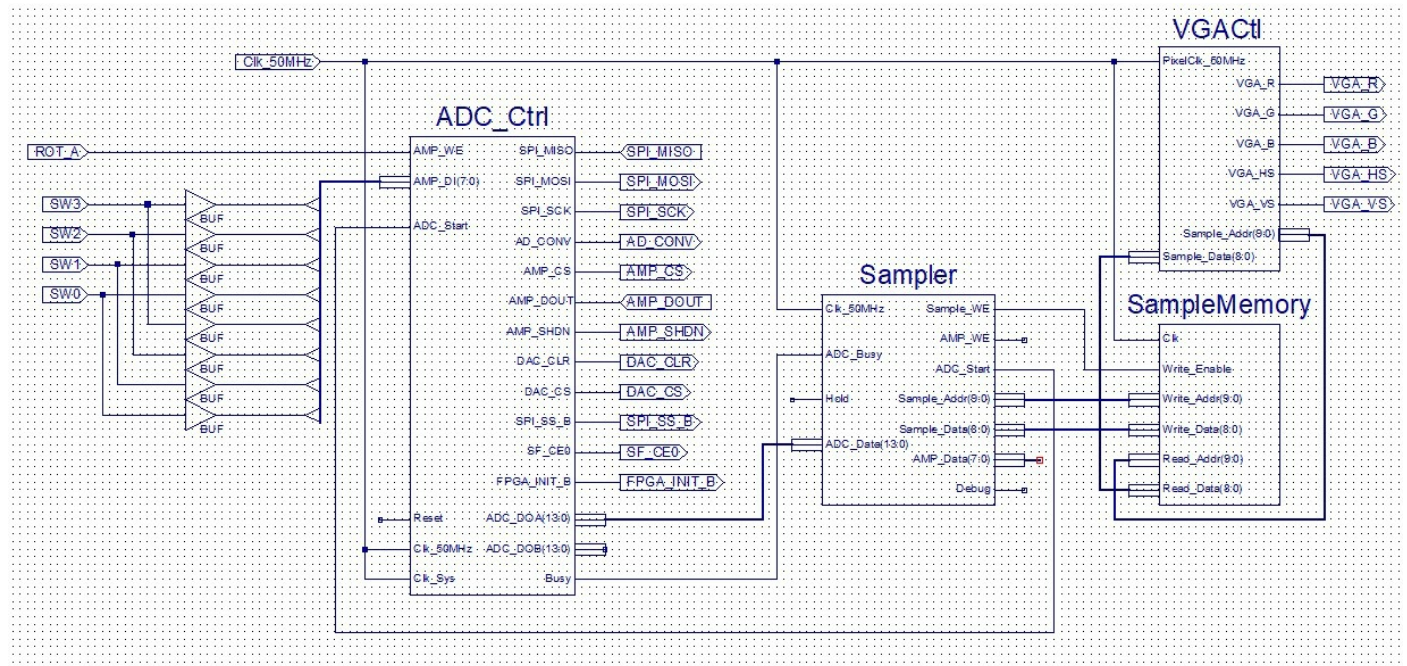 VGACtl
Clk_50MHz
PixelClk_50MHz
VGA_R VGA_R
VGA_G VGA_G
VGA_B VGA_B
VGA_HS VGA_HS
VGA_VS VGA_VS
Sample_Addr(9:0)
Sample_Data(8:0)
ADC_Ctrl
ROT_A
AMP_WE SPI_MISO SPI_MISO
AMP_DI(7:0) SPI_MOSI SPI_MOSI
SPI_SCK SPI_SCK
ADC_Start AD_CONV AD_CONV
AMP_CS AMP_CS
AMP_DOUT AMP_DOUT
AMP_SHDN AMP_SHDN
DAC_CLR DAC_CLR
DAC_CS DAC_CS
SPI_SS_B SPI_SS_B
SF_CE0 SF_CE0
FPGA_INIT_B FPGA_INIT_B
Reset ADC_DOA(13:0)
Clk_50MHz ADC_DOB(13:0)
Clk_Sys Busy
SW3
BUF
SW2
BUF
SW1
BUF
SW0
BUF
BUF
BUF
BUF
BUF
Sampler
Clk_50MHz Sample_WE
AMP_WE
ADC_Busy ADC_Start
Hold Sample_Addr(9:0)
Sample_Data(8:0)
ADC_Data(13:0) AMP_Data(7:0)
Debug
SampleMemory
Clk
Write_Enable
Write_Addr(9:0)
Write_Data(8:0)
Read_Addr(9:0)
Read_Data(8:0)